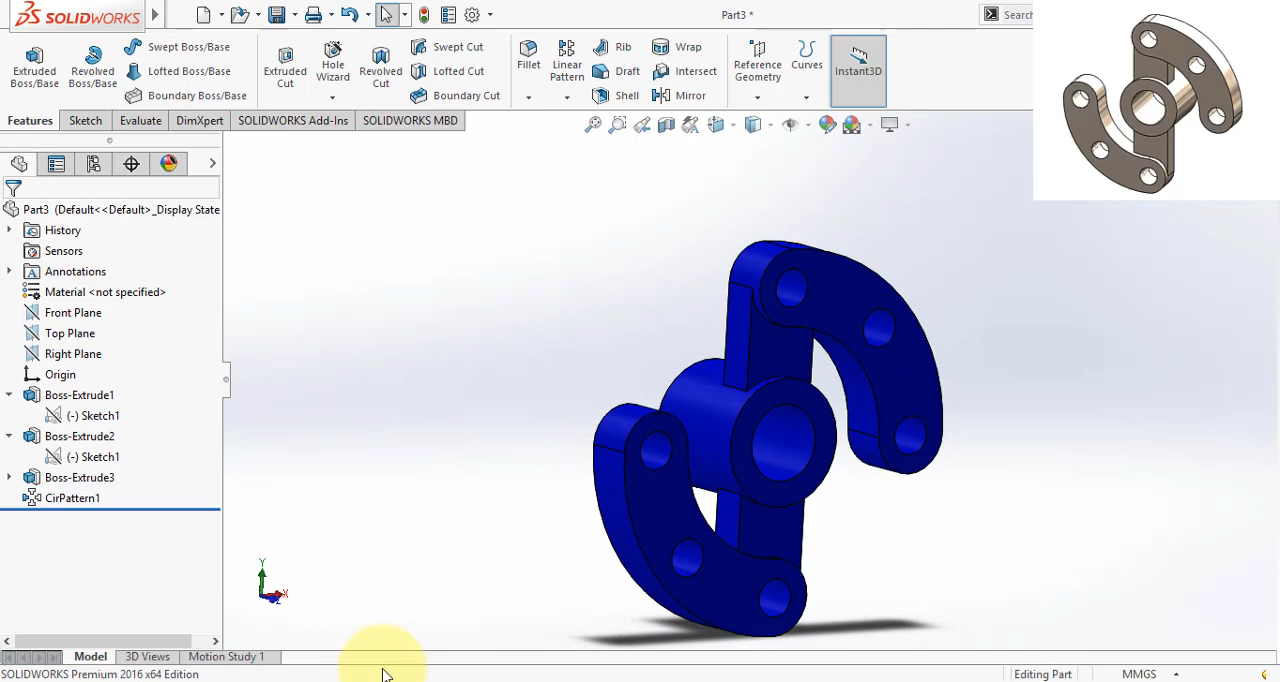 SOLIDWORKS
Part3 *
Search
Extruded Boss/Base
Revolved Boss/Base
Swept Boss/Base
Lofted Boss/Base
Boundary Boss/Base
Extruded Cut
Hole Wizard
Revolved Cut
Swept Cut
Lofted Cut
Boundary Cut
Fillet
Linear Pattern
Rib
Draft
Shell
Wrap
Intersect
Mirror
Reference Geometry
Curves
Instant3D
Features
Sketch
Evaluate
DimXpert
SOLIDWORKS Add-Ins
SOLIDWORKS MBD
Part3 (Default<<Default>_Display State
History
Sensors
A Annotations
Material <not specified>
Front Plane
Top Plane
Right Plane
Origin
Boss-Extrude1
(-) Sketch1
Boss-Extrude2
(-) Sketch1
Boss-Extrude3
CirPattern1
Y
X
Z
Model
3D Views
Motion Study 1
SOLIDWORKS Premium 2016 x64 Edition
Editing Part
MMGS